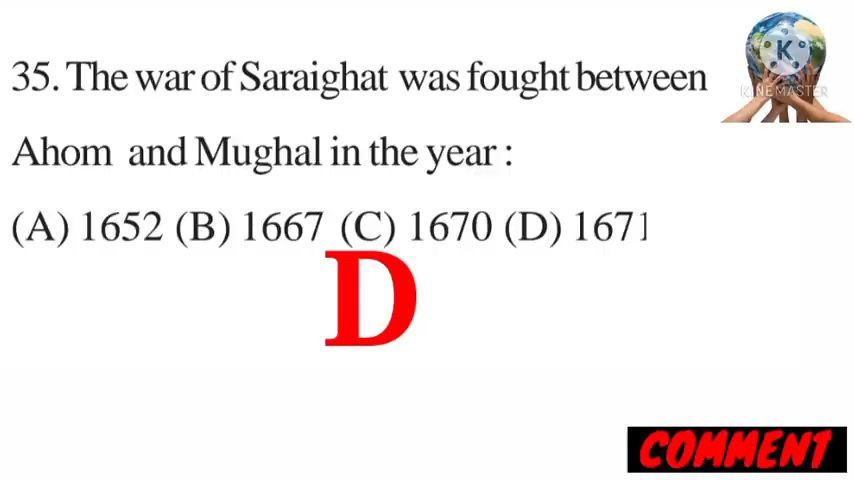 KINEMASTER
35. The war of Saraighat was fought between
Ahom and Mughal in the year :
(A) 1652 (B) 1667 (C) 1670 (D) 1671
D
COMMENT